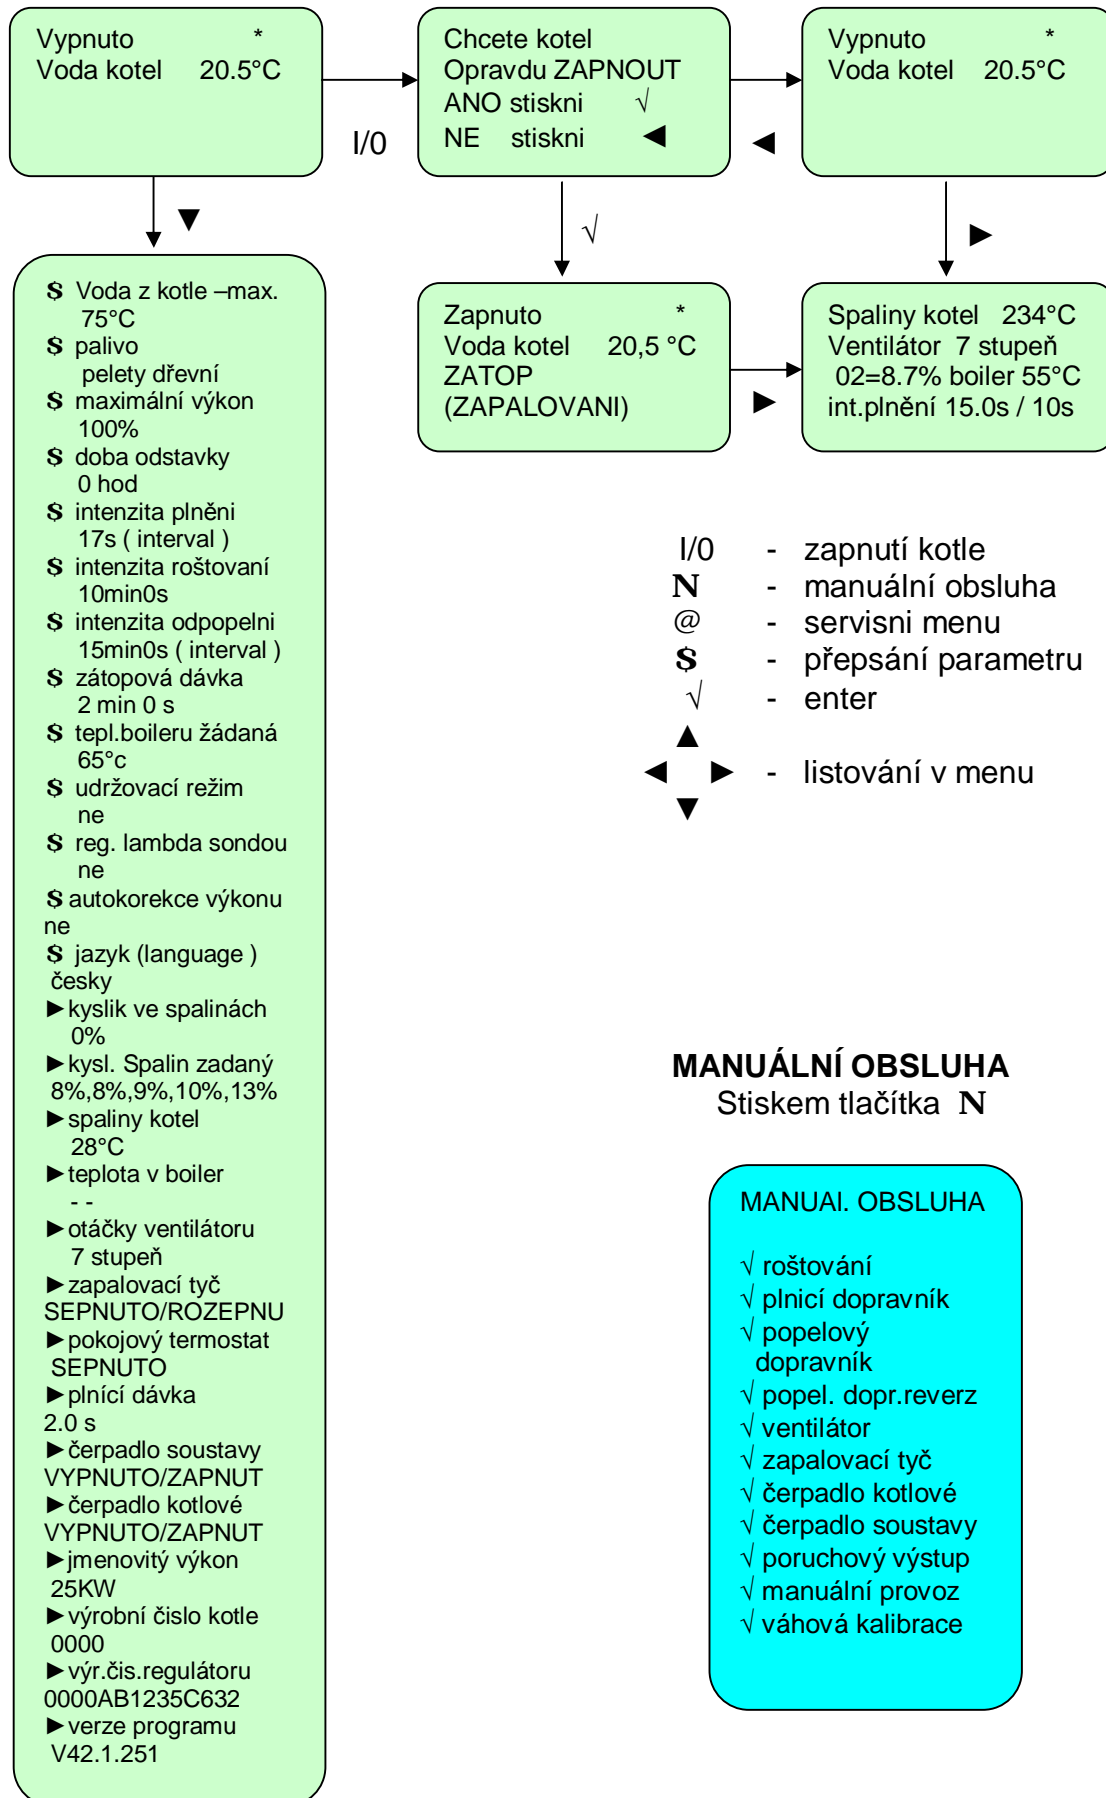 Vypnuto *
Voda kotel 20.5°C
I/0
Chcete kotel
Opravdu ZAPNOUT
ANO stiskni √
NE stiskni ◄
◄
Vypnuto *
Voda kotel 20.5°C
▼
√
►
Zapnuto *
Voda kotel 20,5 °C
ZATOP
(ZAPALOVANI)
►
Spaliny kotel 234°C
Ventilátor 7 stupeň
02=8.7% boiler 55°C
int.plnění 15.0s / 10s
$ Voda z kotle –max.
75°C
$ palivo
pelety dřevní
$ maximální výkon
100%
$ doba odstavky
0 hod
$ intenzita plněni
17s ( interval )
$ intenzita roštovaní
10min0s
$ intenzita odpopelni
15min0s ( interval )
$ zátopová dávka
2 min 0 s
$ tepl.boileru žádaná
65°c
$ udržovací režim
ne
$ reg. lambda sondou
ne
$ autokorekce výkonu
ne
$ jazyk (language )
česky
►kyslik ve spalinách
0%
►kysl. Spalin zadaný
8%,8%,9%,10%,13%
►spaliny kotel
28°C
►teplota v boiler
- -
►otáčky ventilátoru
7 stupeň
►zapalovací tyč
SEPNUTO/ROZEPNU
►pokojový termostat
SEPNUTO
►plnící dávka
2.0 s
►čerpadlo soustavy
VYPNUTO/ZAPNUT
►čerpadlo kotlové
VYPNUTO/ZAPNUT
►jmenovitý výkon
25KW
►výrobní čislo kotle
0000
►výr.čis.regulátoru
0000AB1235C632
►verze programu
V42.1.251
I/0 - zapnutí kotle
N - manuální obsluha
@ - servisni menu
$ - přepsání parametru
√ - enter
▲
◄ ► - listování v menu
▼
MANUÁLNÍ OBSLUHA
Stiskem tlačítka N
MANUAl. OBSLUHA
√ roštování
√ plnicí dopravník
√ popelový
dopravník
√ popel. dopr.reverz
√ ventilátor
√ zapalovací tyč
√ čerpadlo kotlové
√ čerpadlo soustavy
√ poruchový výstup
√ manuální provoz
√ váhová kalibrace